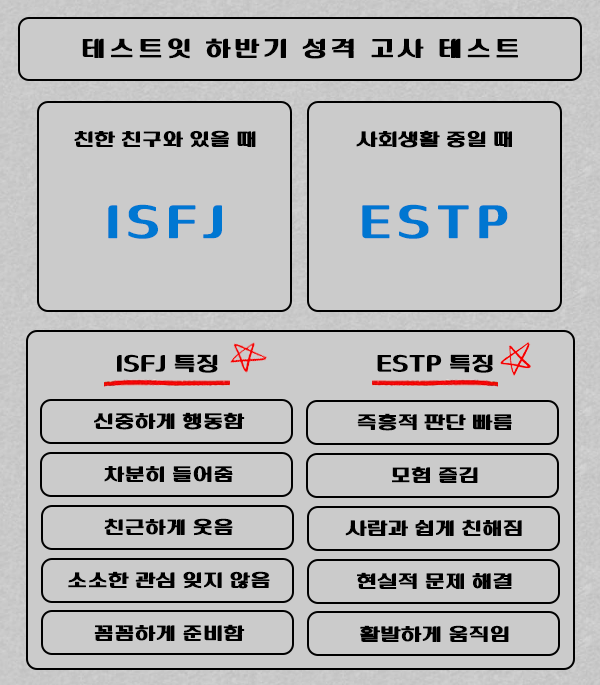 테스트잇 하반기 성격 고사 테스트
친한 친구와 있을 때
ISFJ
사회생활 중일 때
ESTP
ISFJ 특징
신중하게 행동함
차분히 들어줌
친근하게 웃음
소소한 관심 잊지 않음
꼼꼼하게 준비함
ESTP 특징
즉흥적 판단 빠름
모험 즐김
사람과 쉽게 친해짐
현실적 문제 해결
활발하게 움직임